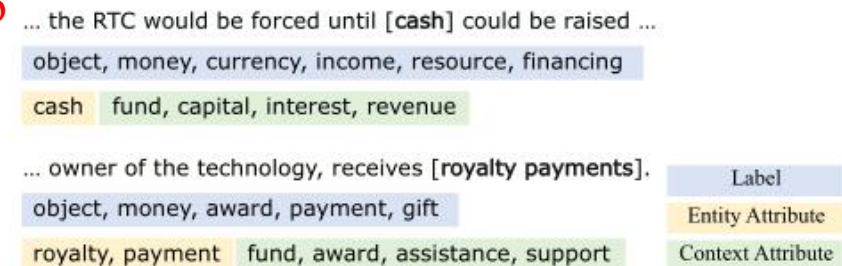 ... the RTC would be forced until [cash] could be raised ...
object, money, currency, income, resource, financing
cash fund, capital, interest, revenue
... owner of the technology, receives [royalty payments].
object, money, award, payment, gift
royalty, payment fund, award, assistance, support
Label
Entity Attribute
Context Attribute